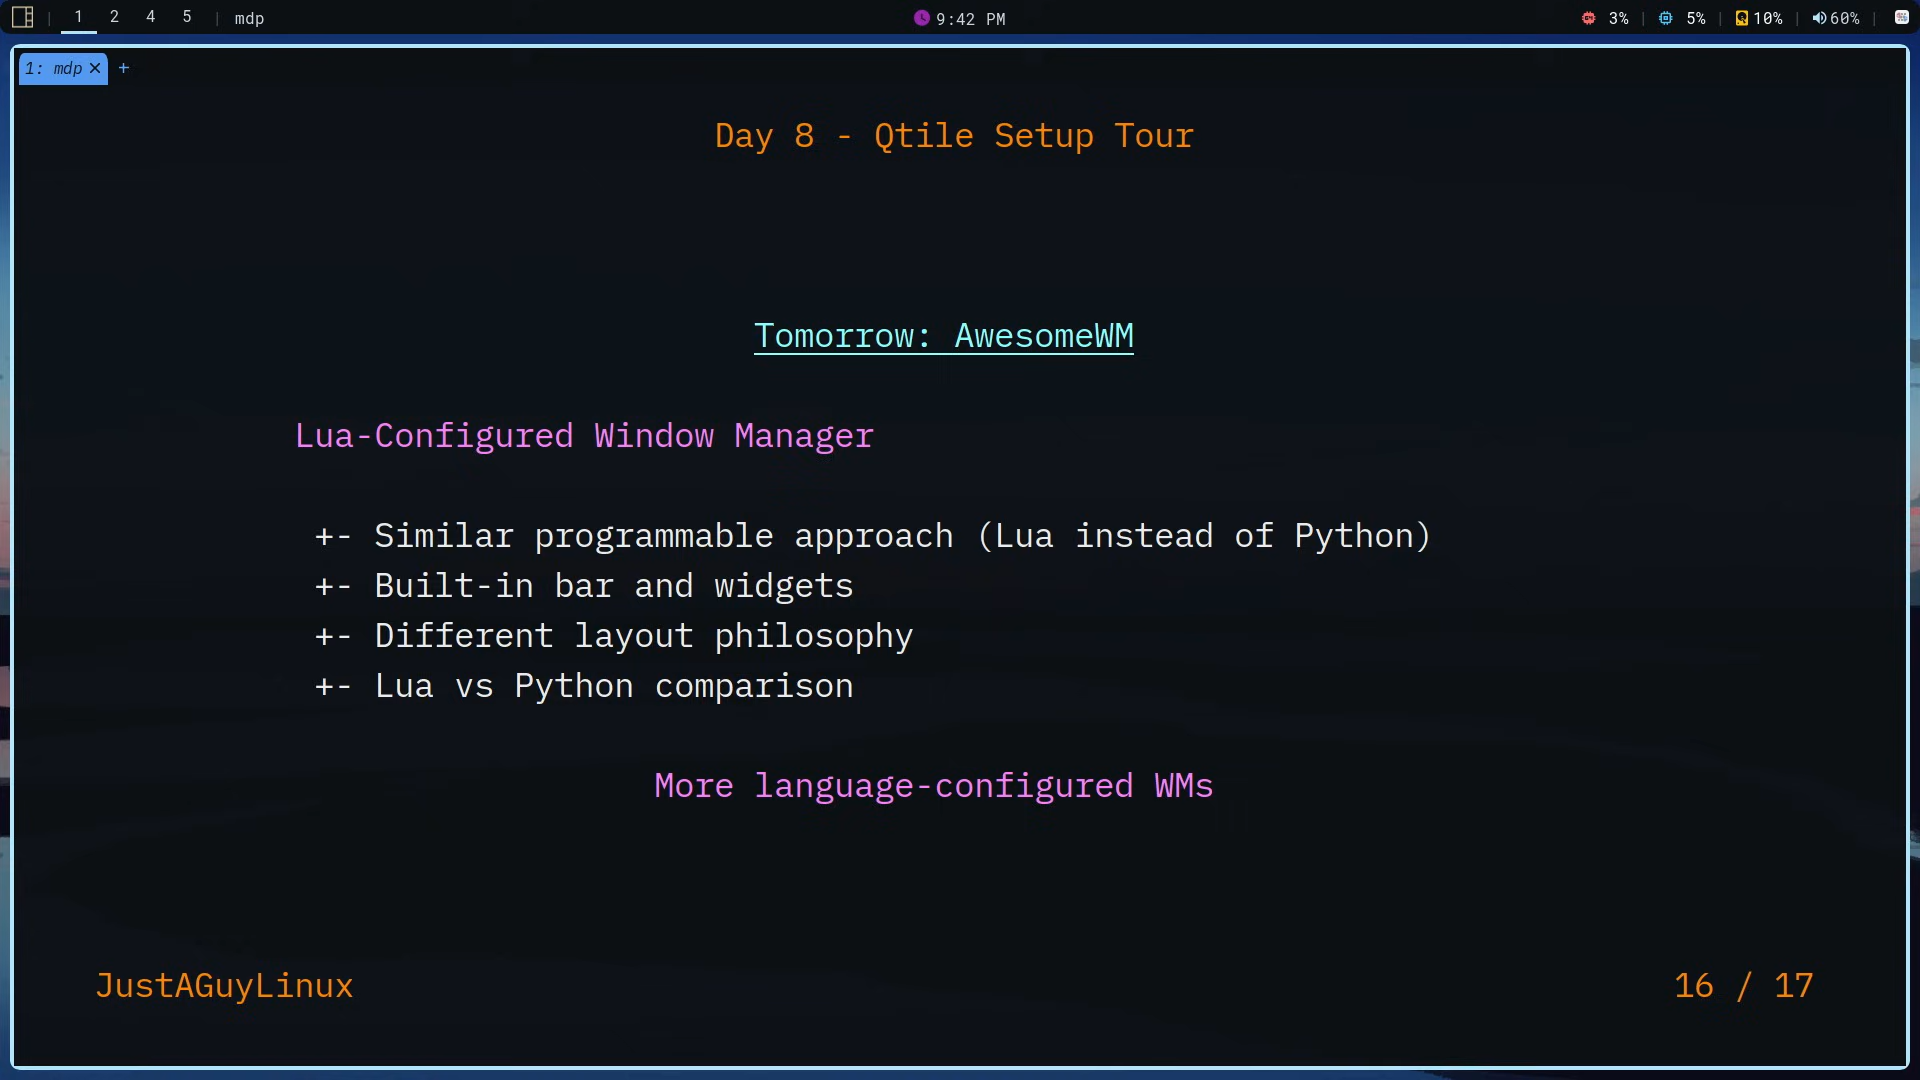 1 2 4 5 | mdp
9:42 PM
3% | 5% | 10% | 60% |
1: mdp × +
Day 8 - Qtile Setup Tour
Tomorrow: AwesomeWM
Lua-Configured Window Manager
+- Similar programmable approach (Lua instead of Python)
+- Built-in bar and widgets
+- Different layout philosophy
+- Lua vs Python comparison
More language-configured WMs
JustAGuyLinux
16 / 17